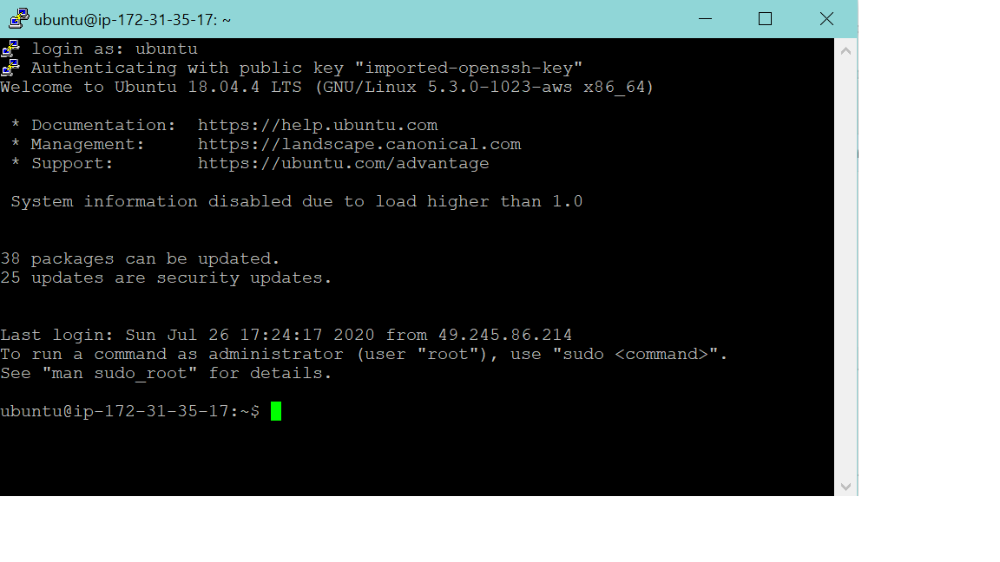 ubuntu@ip-172-31-35-17: ~
login as: ubuntu
Authenticating with public key "imported-openssh-key"
Welcome to Ubuntu 18.04.4 LTS (GNU/Linux 5.3.0-1023-aws x86_64)
* Documentation:  https://help.ubuntu.com
* Management:     https://landscape.canonical.com
* Support:        https://ubuntu.com/advantage
System information disabled due to load higher than 1.0
38 packages can be updated.
25 updates are security updates.
Last login: Sun Jul 26 17:24:17 2020 from 49.245.86.214
To run a command as administrator (user "root"), use "sudo <command>".
See "man sudo_root" for details.
ubuntu@ip-172-31-35-17:~$